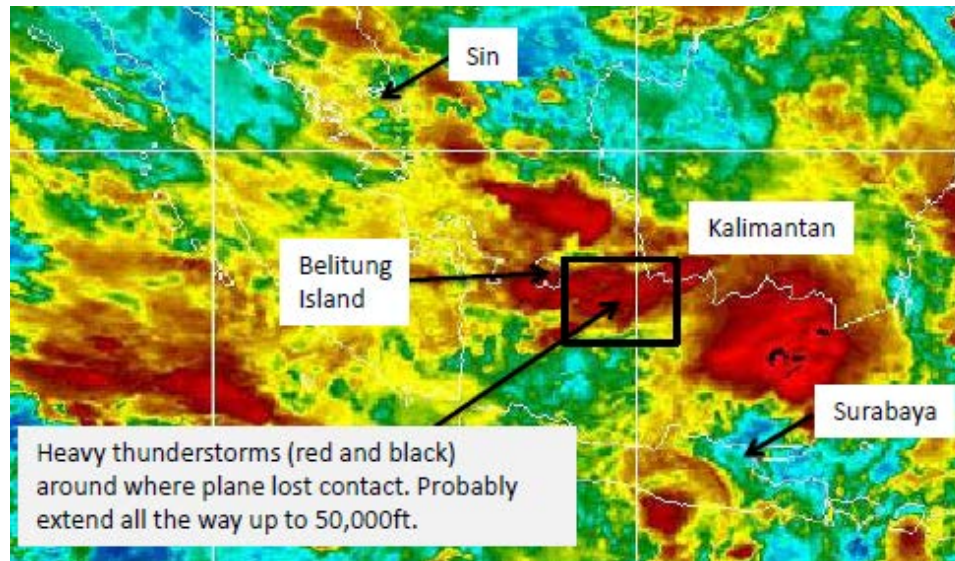 Sin
Kalimantan
Belitung
Island
Surabaya
Heavy thunderstorms (red and black)
around where plane lost contact. Probably
extend all the way up to 50,000ft.